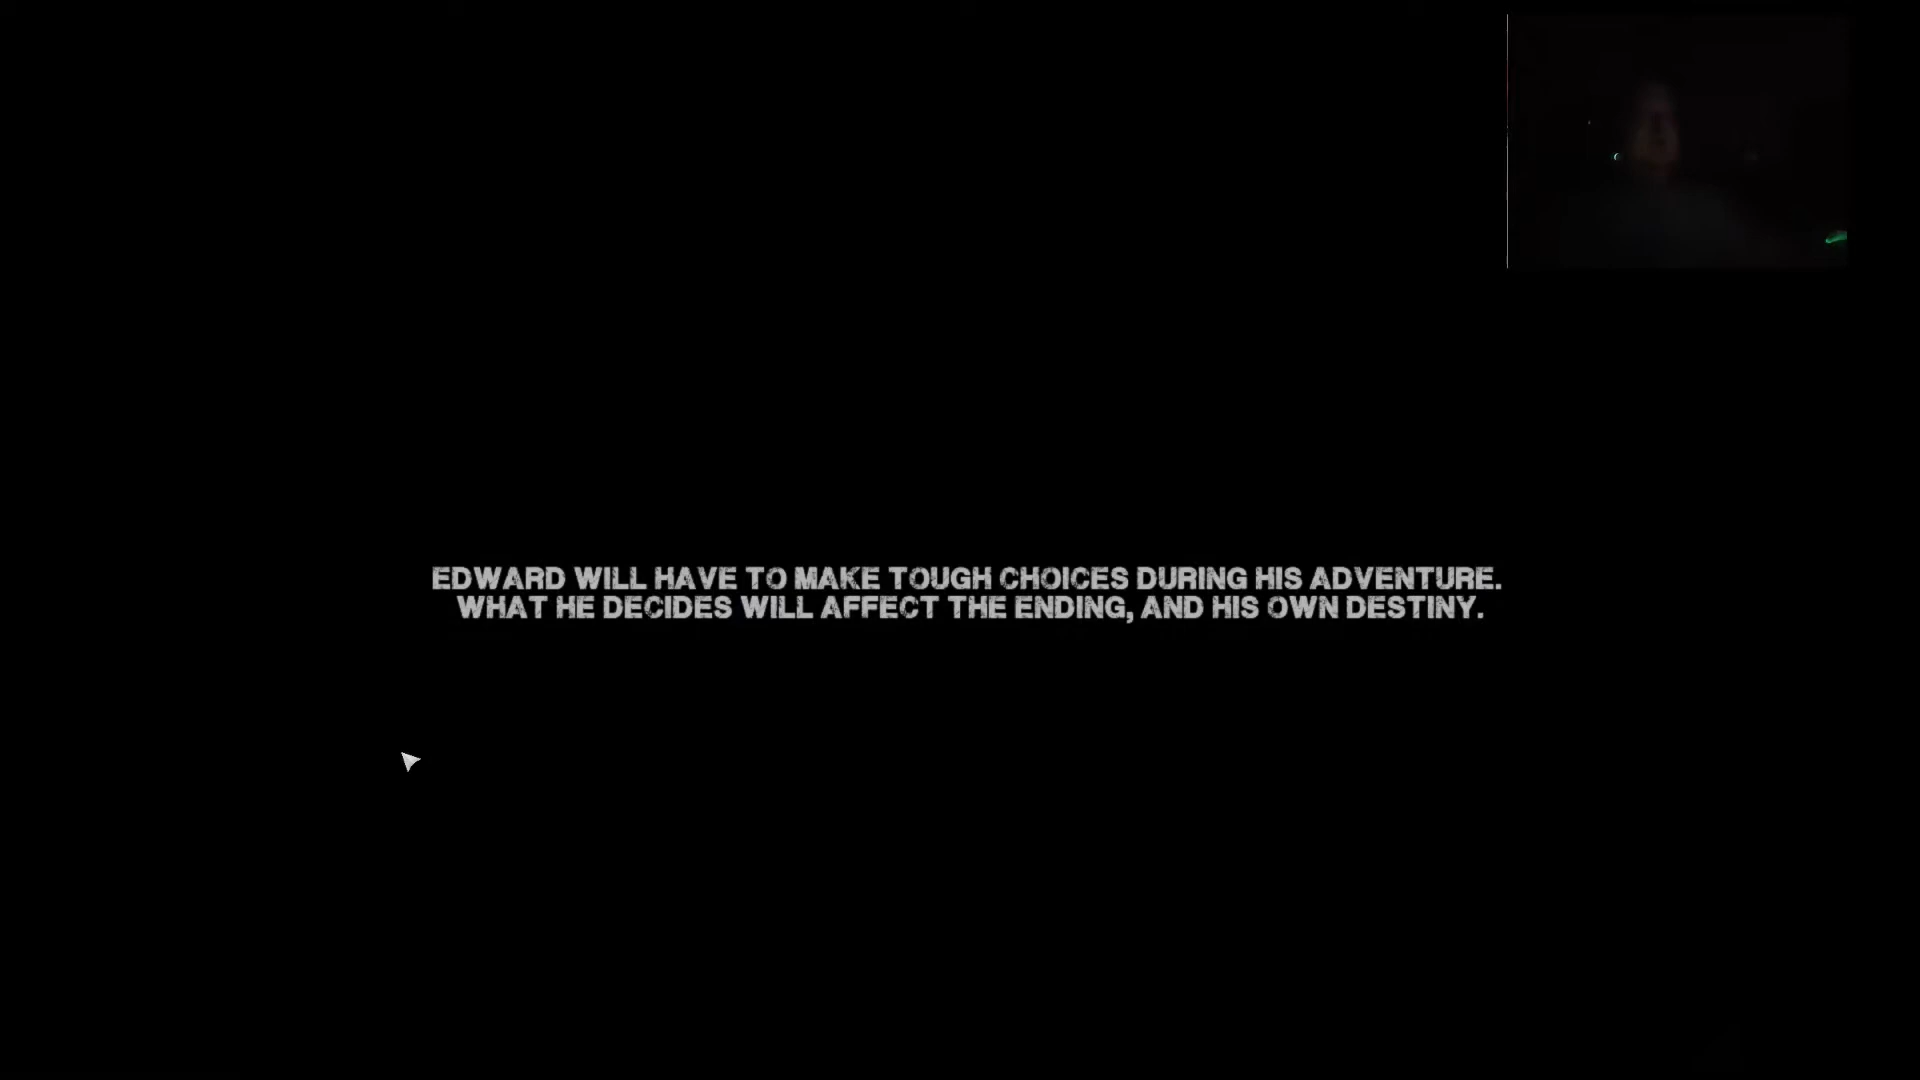 EDWARD WILL HAVE TO MAKE TOUGH CHOICES DURING HIS ADVENTURE.
WHAT HE DECIDES WILL AFFECT THE ENDING, AND HIS OWN DESTINY.